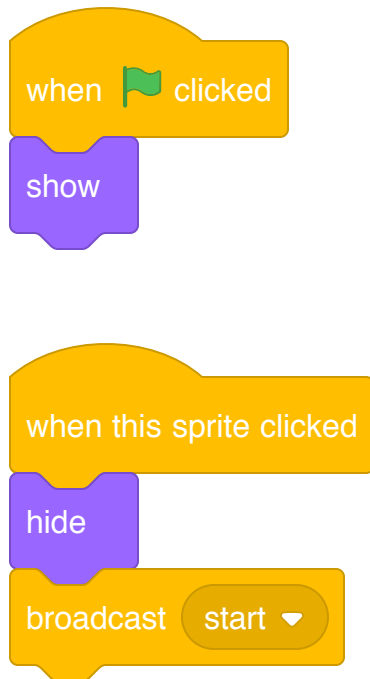 when clicked
show
when this sprite clicked
hide
broadcast start